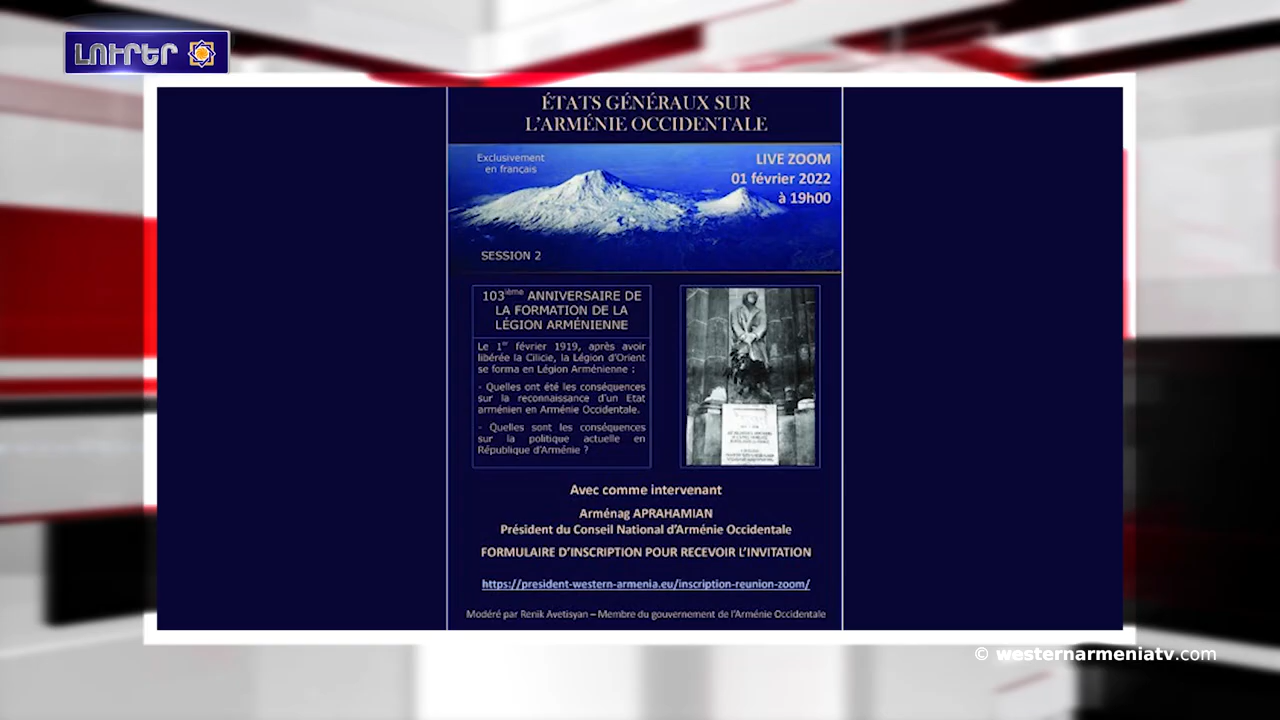 ԼՈՒՐԵՐ
ÉTATS GÉNÉRAUX SUR
L'ARMÉNIE OCCIDENTALE
Exclusivement
en français
LIVE ZOOM
01 février 2022
à 19h00
SESSION 2
103ième ANNIVERSAIRE DE
LA FORMATION DE LA
LÉGION ARMÉNIENNE
Le 1er février 1919, après avoir
libérée la Cilicie, la Légion d'Orient
se forma en Légion Arménienne :
- Quelles ont été les conséquences
sur la reconnaissance d'un Etat
arménien en Arménie Occidentale.
- Quelles sont les conséquences
sur la politique actuelle en
République d'Arménie ?
Avec comme intervenant
Arménag APRAHAMIAN
Président du Conseil National d'Arménie Occidentale
FORMULAIRE D'INSCRIPTION POUR RECEVOIR L'INVITATION
https://president-western-armenia.eu/inscription-reunion-zoom/
Modéré par Renik Avetisyan – Membre du gouvernement de l'Arménie Occidentale
© westernarmeniatv.com